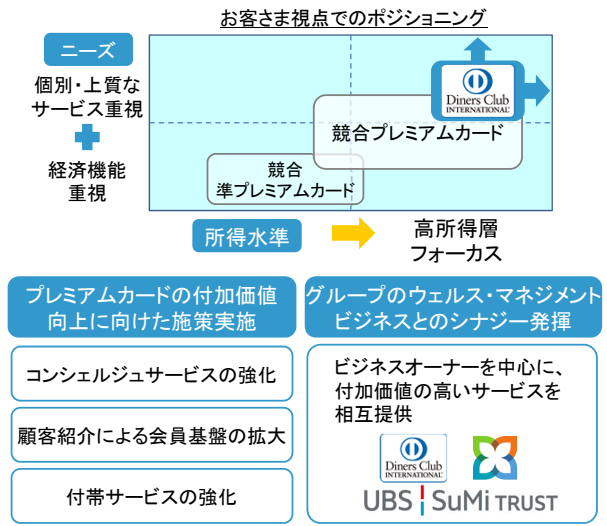 お客さま視点でのポジショニング
ニーズ
個別・上質な
サービス重視
経済機能
重視
Diners Club
INTERNATIONAL®
競合プレミアムカード
競合
準プレミアムカード
所得水準
高所得層
フォーカス
プレミアムカードの付加価値
向上に向けた施策実施
コンシェルジュサービスの強化
顧客紹介による会員基盤の拡大
付帯サービスの強化
グループのウェルス・マネジメント
ビジネスとのシナジー発揮
ビジネスオーナーを中心に、
付加価値の高いサービスを
相互提供
Diners Club
INTERNATIONAL®
UBS SuMi TRUST